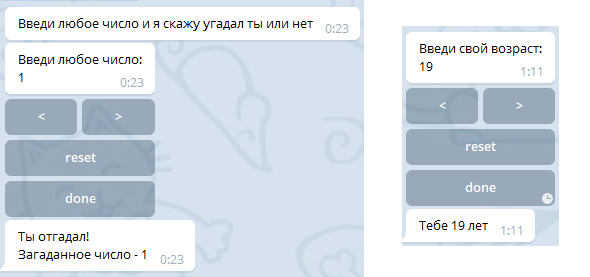 Введи любое число и я скажу угадал ты или нет
0:23
Введи любое число:
1
0:23
<
>
reset
done
Ты отгадал!
Загаданное число - 1
0:23
Введи свой возраст:
19
1:11
<
>
reset
done
Тебе 19 лет
1:11